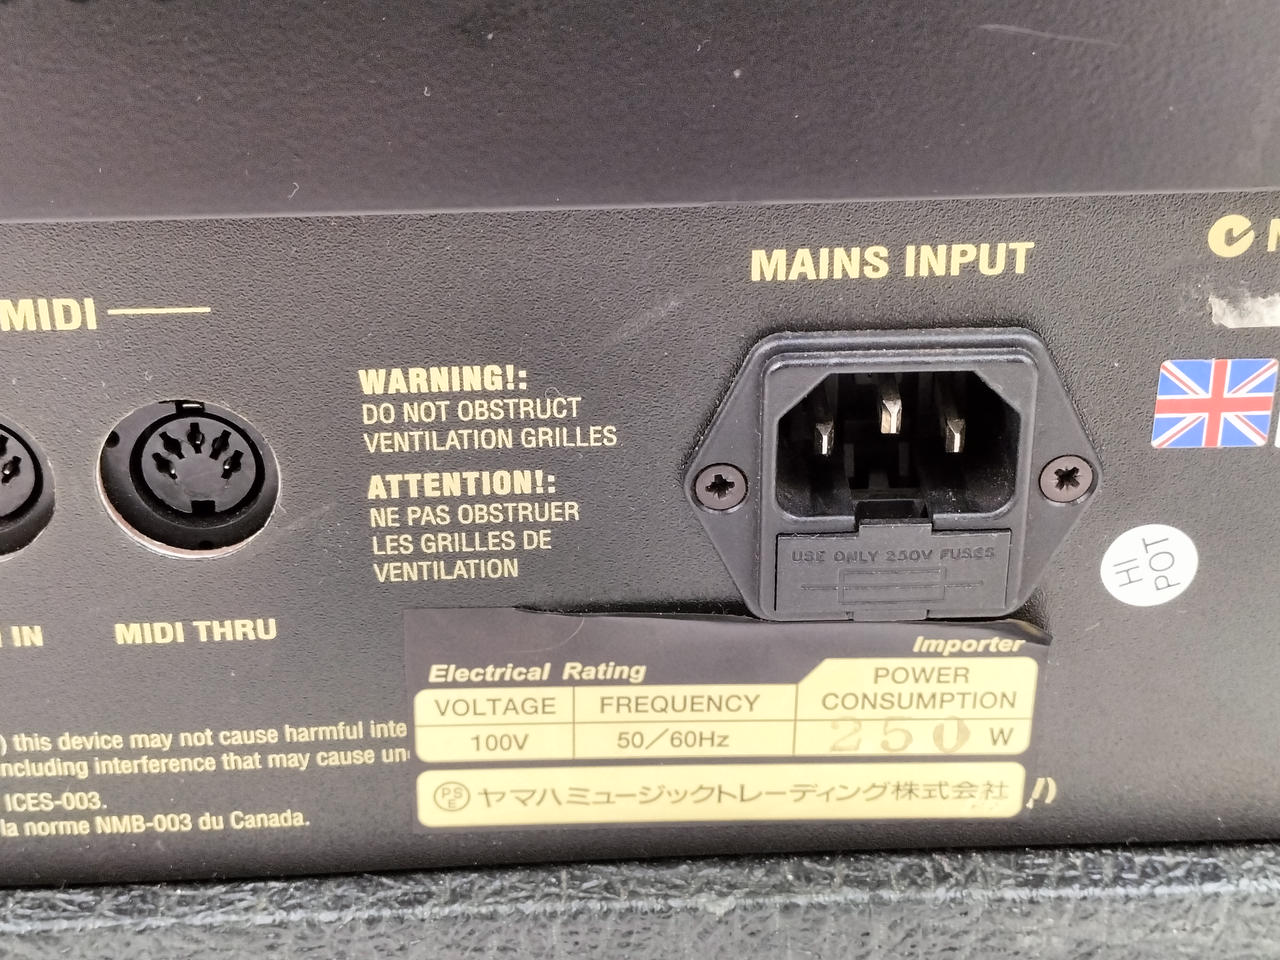 MAINS INPUT
MIDI
WARNING!:
DO NOT OBSTRUCT
VENTILATION GRILLES
ATTENTION!:
NE PAS OBSTRUER
LES GRILLES DE
VENTILATION
USE ONLY 250V FUSES
HI
POT
IN
MIDI THRU
Importer
Electrical Rating
VOLTAGE
FREQUENCY
POWER
CONSUMPTION
100V
50/60Hz
250 W
) this device may not cause harmful inte
ncluding interference that may cause un
ICES-003.
la norme NMB-003 du Canada.
PS
E
ヤマハミュージックトレーディング株式会社